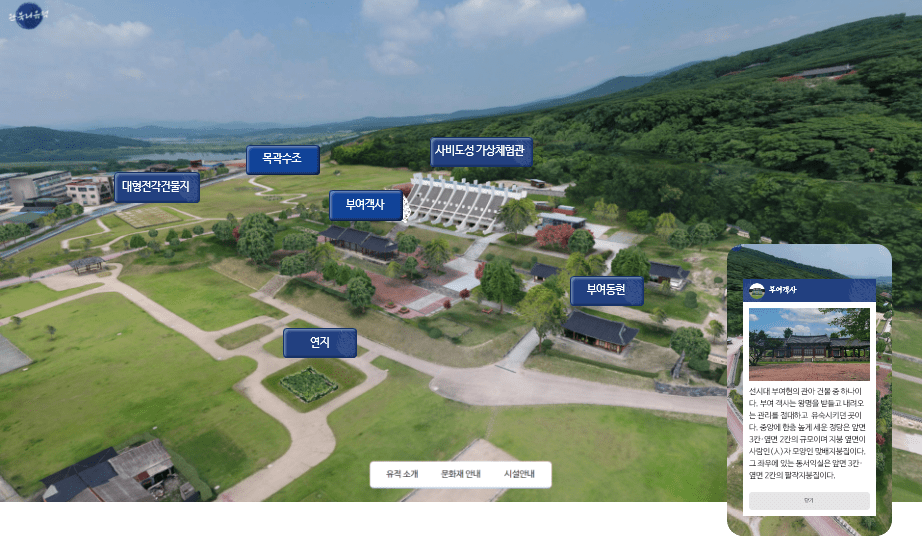 관북리유적
목곽수조
사비도성 가상체험관
대형전각건물지
부여객사
부여동헌
연지
유적 소개 문화재 안내 시설안내
부여객사
선시대 부여현의 관아 건물 중 하나이
다. 부여 객사는 왕명을 받들고 내려오
는 관리를 접대하고 유숙시키던 곳이
다. 중앙에 한층 높게 세운 정당은 앞면
3칸·옆면 2칸의 규모이며 지붕 옆면이
사람인(人)자 모양인 맞배지붕집이다.
그 좌우에 있는 동서익실은 앞면 3칸·
옆면 2칸의 팔작지붕집이다.
닫기